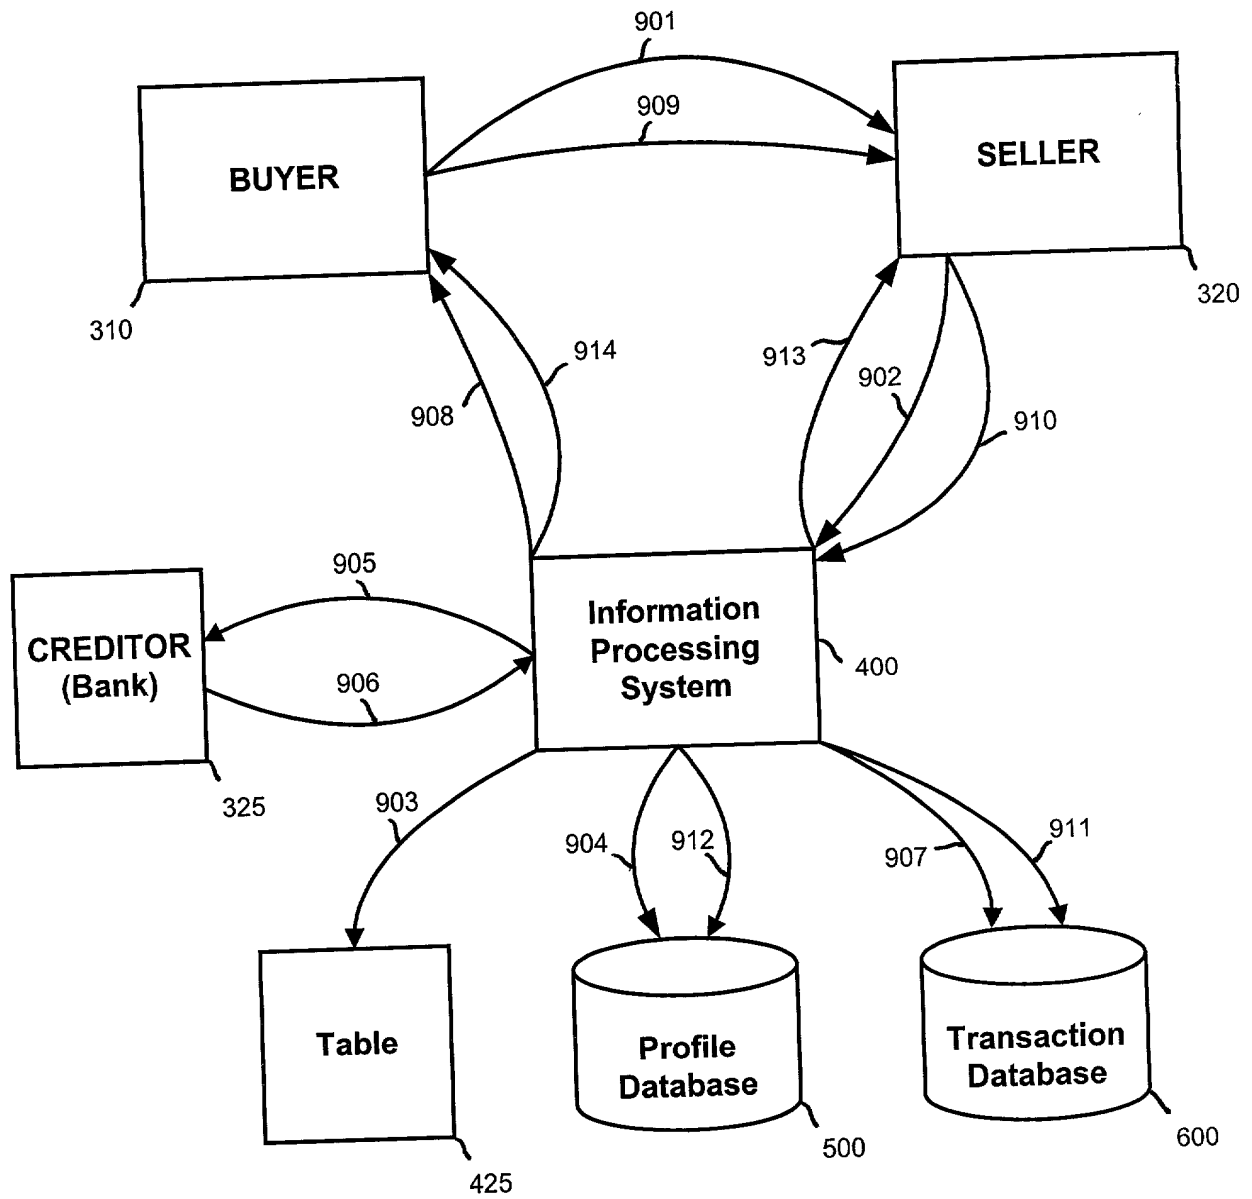 901
909
BUYER
SELLER
310
320
914
913
902
908
910
905
CREDITOR
(Bank)
906
325
Information
Processing
System
400
903
904
912
907
911
Table
Profile
Database
Transaction
Database
425
500
600